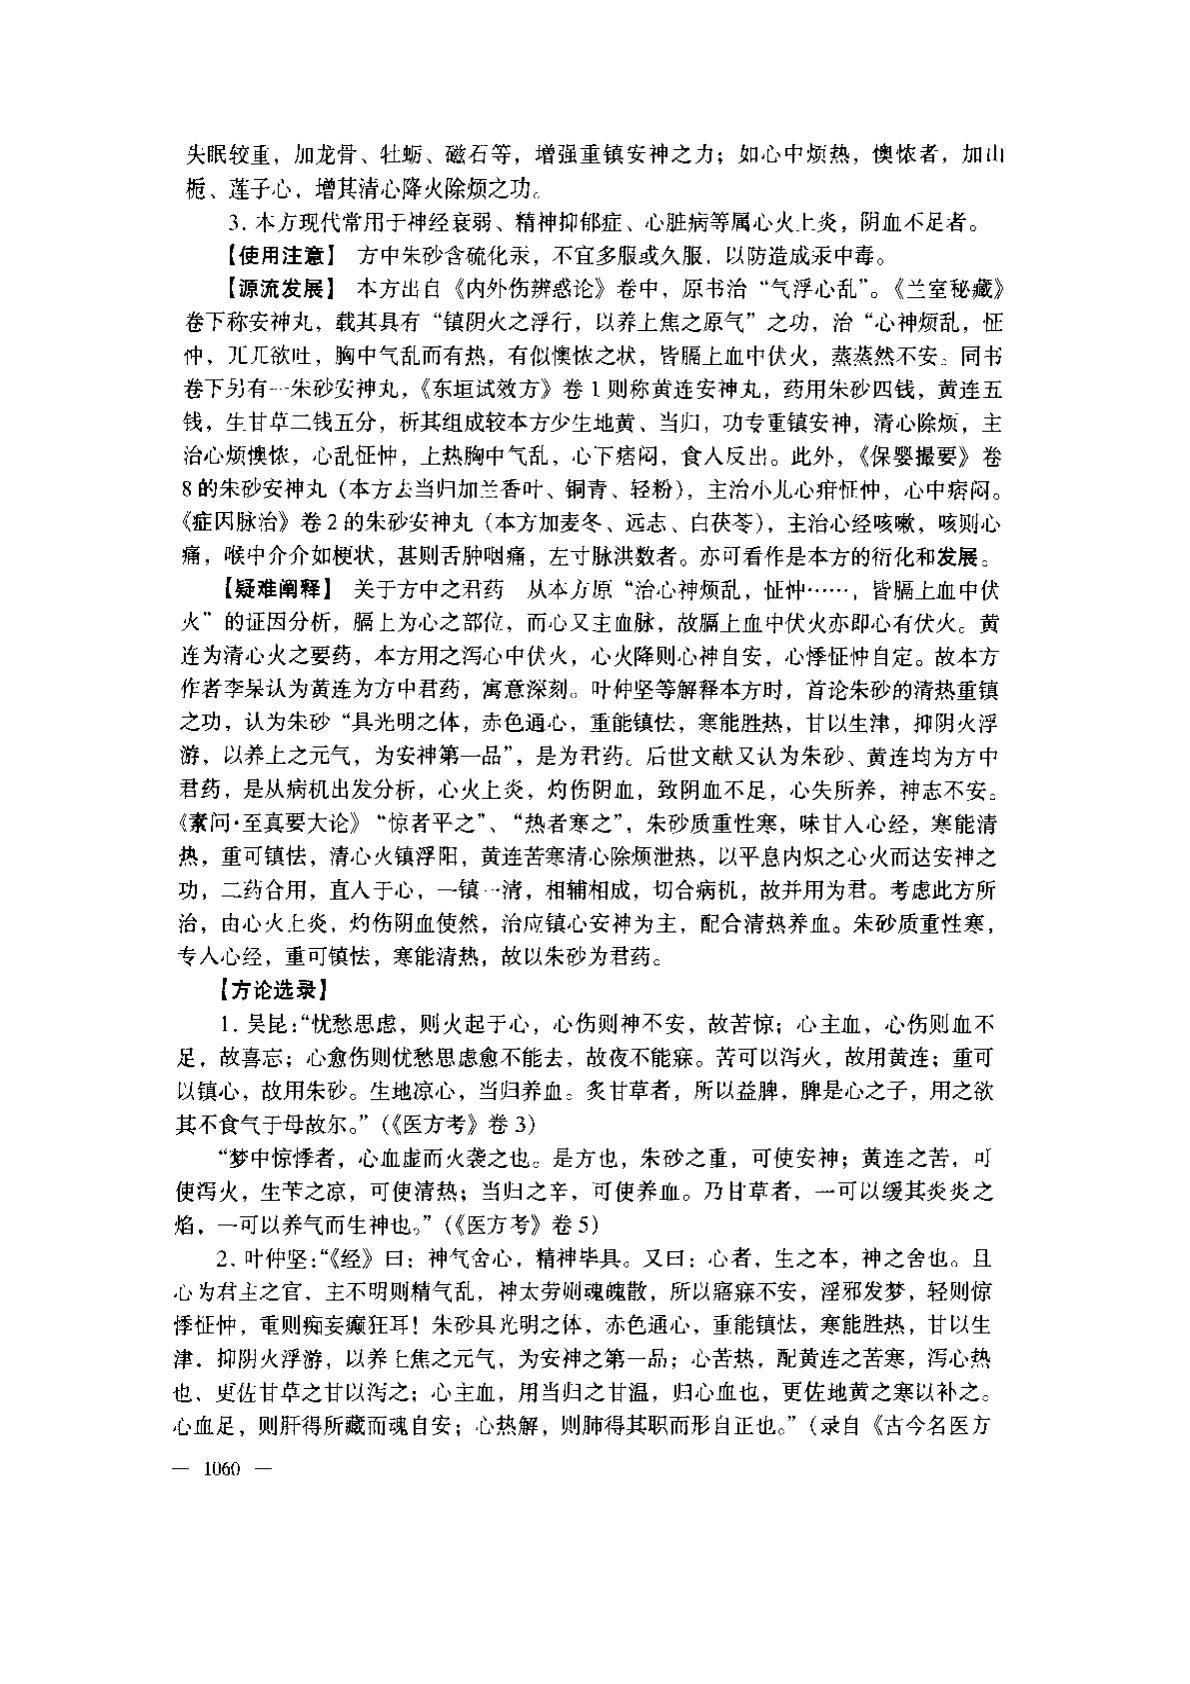 失眠较重，加龙骨、牡蛎、磁石等，增强重镇安神之力；如心中烦热，懊侬者，加山
栀、莲子心，增其清心降火除烦之功。
3. 本方现代常用于神经衰弱、精神抑郁症、心脏病等属心火上炎，阴血不足者。
【使用注意】 方中朱砂含硫化汞，不宜多服或久服，以防造成汞中毒。
【源流发展】 本方出自《内外伤辨惑论》卷中，原书治“气浮心乱”。《兰室秘藏》
卷下称安神丸，载其具有“镇阴火之浮行，以养上焦之原气”之功，治“心神烦乱，怔
忡，兀兀欲吐，胸中气乱而有热，有似懊侬之状，皆膈上血中伏火，蒸蒸然不安。同书
卷下另有一朱砂安神丸，《东垣试效方》卷1则称黄连安神丸，药用朱砂四钱，黄连五
钱，生甘草二钱五分，析其组成较本方少生地黄、当归，功专重镇安神，清心除烦，主
治心烦懊侬，心乱怔忡，上热胸中气乱，心下痞闷，食入反出。此外，《保婴撮要》卷
8的朱砂安神丸（本方去当归加兰香叶、铜青、轻粉），主治小儿心疳怔忡，心中痞闷。
《症因脉治》卷2的朱砂安神丸（本方加麦冬、远志、白茯苓），主治心经咳嗽，咳则心
痛，喉中介介如梗状，甚则舌肿咽痛，左寸脉洪数者。亦可看作是本方的衍化和发展。
【疑难阐释】 关于方中之君药 从本方原“治心神烦乱，怔忡……，皆膈上血中伏
火”的证因分析，膈上为心之部位，而心又主血脉，故膈上血中伏火亦即心有伏火。黄
连为清心火之要药，本方用之泻心中伏火，心火降则心神自安，心悸怔忡自定。故本方
作者李杲认为黄连为方中君药，寓意深刻。叶仲坚等解释本方时，首论朱砂的清热重镇
之功，认为朱砂“具光明之体，赤色通心，重能镇怯，寒能胜热，甘以生津，抑阴火浮
游，以养上之元气，为安神第一品”，是为君药。后世文献又认为朱砂、黄连均为方中
君药，是从病机出发分析，心火上炎，灼伤阴血，致阴血不足，心失所养，神志不安。
《素问·至真要大论》“惊者平之”、“热者寒之”，朱砂质重性寒，味甘入心经，寒能清
热，重可镇怯，清心火镇浮阳，黄连苦寒清心除烦泄热，以平息内炽之心火而达安神之
功，二药合用，直入于心，一镇一清，相辅相成，切合病机，故并用为君。考虑此方所
治，由心火上炎，灼伤阴血使然，治应镇心安神为主，配合清热养血。朱砂质重性寒，
专入心经，重可镇怯，寒能清热，故以朱砂为君药。
【方论选录】
1. 吴昆：“忧愁思虑，则火起于心，心伤则神不安，故苦惊；心主血，心伤则血不
足，故喜忘；心愈伤则忧愁思虑愈不能去，故夜不能寐。苦可以泻火，故用黄连；重可
以镇心，故用朱砂。生地凉心，当归养血。炙甘草者，所以益脾，脾是心之子，用之欲
其不食气于母故尔。”（《医方考》卷3）
“梦中惊悸者，心血虚而火袭之也。是方也，朱砂之重，可使安神；黄连之苦，可
使泻火，生苄之凉，可使清热；当归之辛，可使养血。乃甘草者，一可以缓其炎炎之
焰，一可以养气而生神也。”（《医方考》卷5）
2、叶仲坚：“《经》曰：神气舍心，精神毕具。又曰：心者，生之本，神之舍也。且
心为君主之官，主不明则精气乱，神太劳则魂魄散，所以寤寐不安，淫邪发梦，轻则惊
悸怔忡，重则痴妄癫狂耳！朱砂具光明之体，赤色通心，重能镇怯，寒能胜热，甘以生
津，抑阴火浮游，以养上焦之元气，为安神之第一品；心苦热，配黄连之苦寒，泻心热
也、更佐甘草之甘以泻之；心主血，用当归之甘温，归心血也，更佐地黄之寒以补之。
心血足，则肝得所藏而魂自安；心热解，则肺得其职而形自正也。”（录自《古今名医方
— 1060 —